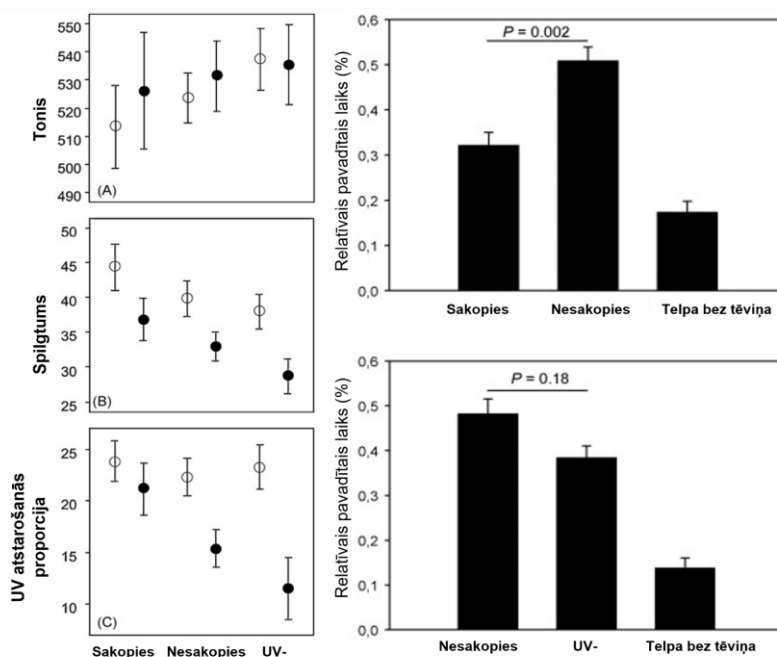 550
540
530
520
510
500
490
Tonis
(A)
50
45
40
35
30
25
Spilgtums
(B)
25
20
15
10
UV atstarošanās
proporcija
(C)
Sakopies Nesakopies UV-
0,6
0,5
0,4
0,3
0,2
0,1
0,0
Relatīvais pavadītais laiks (%)
P = 0.002
Sakopies Nesakopies Telpa bez tēviņa
0,6
0,5
0,4
0,3
0,2
0,1
0,0
Relatīvais pavadītais laiks (%)
P = 0.18
Nesakopies UV- Telpa bez tēviņa